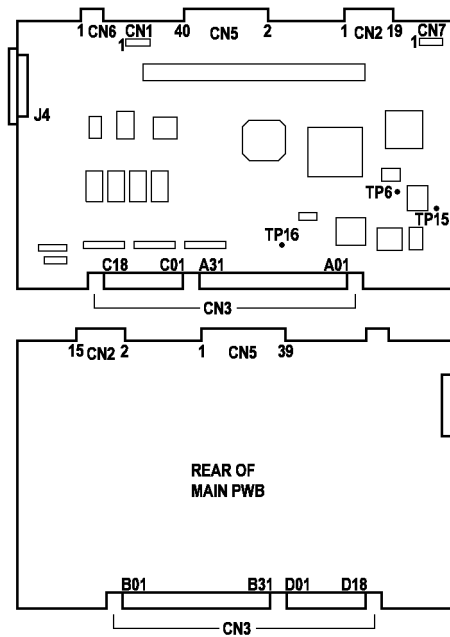 1 CN6 CN1 40 CN5 2 1 CN2 19 CN7
1 1
J4
TP6
TP15
TP16
C18 C01 A31 A01
CN3
15 CN2 2 1 CN5 39
REAR OF
MAIN PWB
B01 B31 D01 D18
CN3